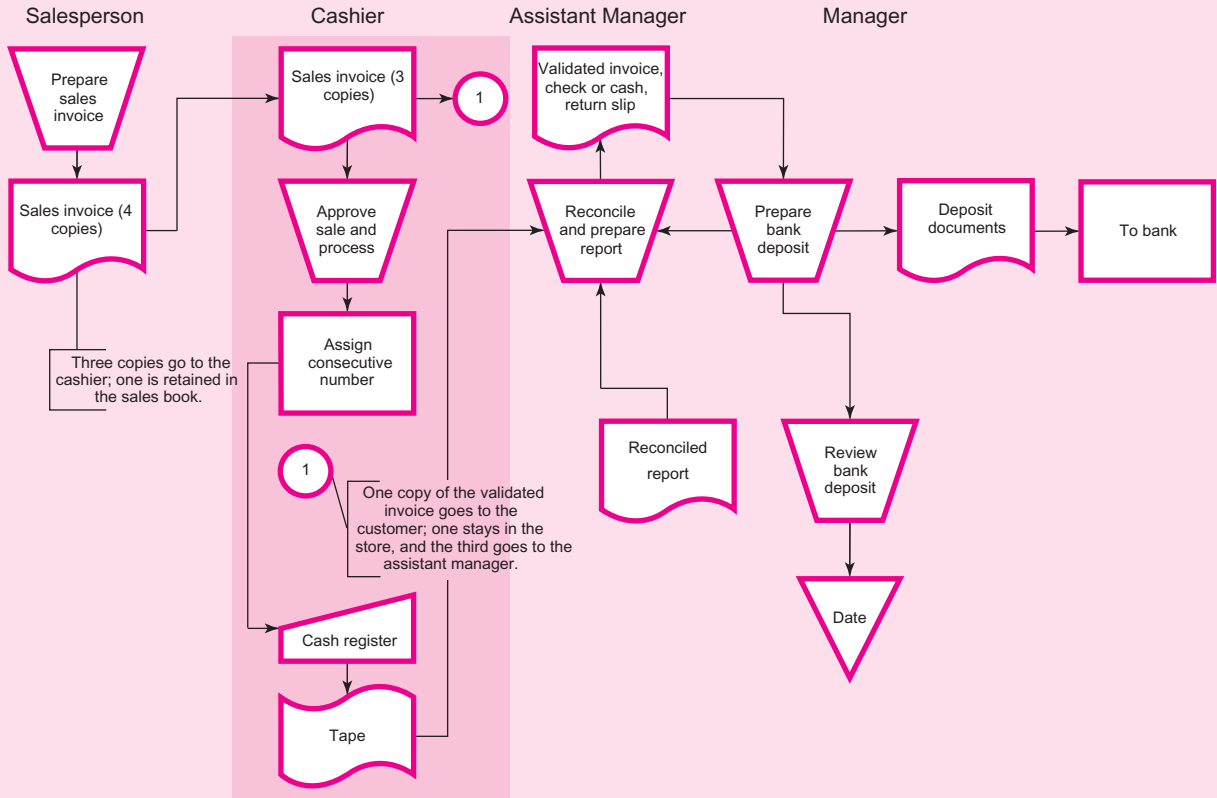 Salesperson
Cashier
Assistant Manager
Manager
Prepare
sales
invoice
Sales invoice (4
copies)
Three copies go to the
cashier; one is retained in
the sales book.
Sales invoice (3
copies)
1
Approve
sale and
process
Assign
consecutive
number
1
One copy of the validated
invoice goes to the
customer; one stays in the
store, and the third goes to the
assistant manager.
Cash register
Tape
Validated invoice,
check or cash,
return slip
Reconcile
and prepare
report
Reconciled
report
Prepare
bank
deposit
Review
bank
deposit
Date
Deposit
documents
To bank